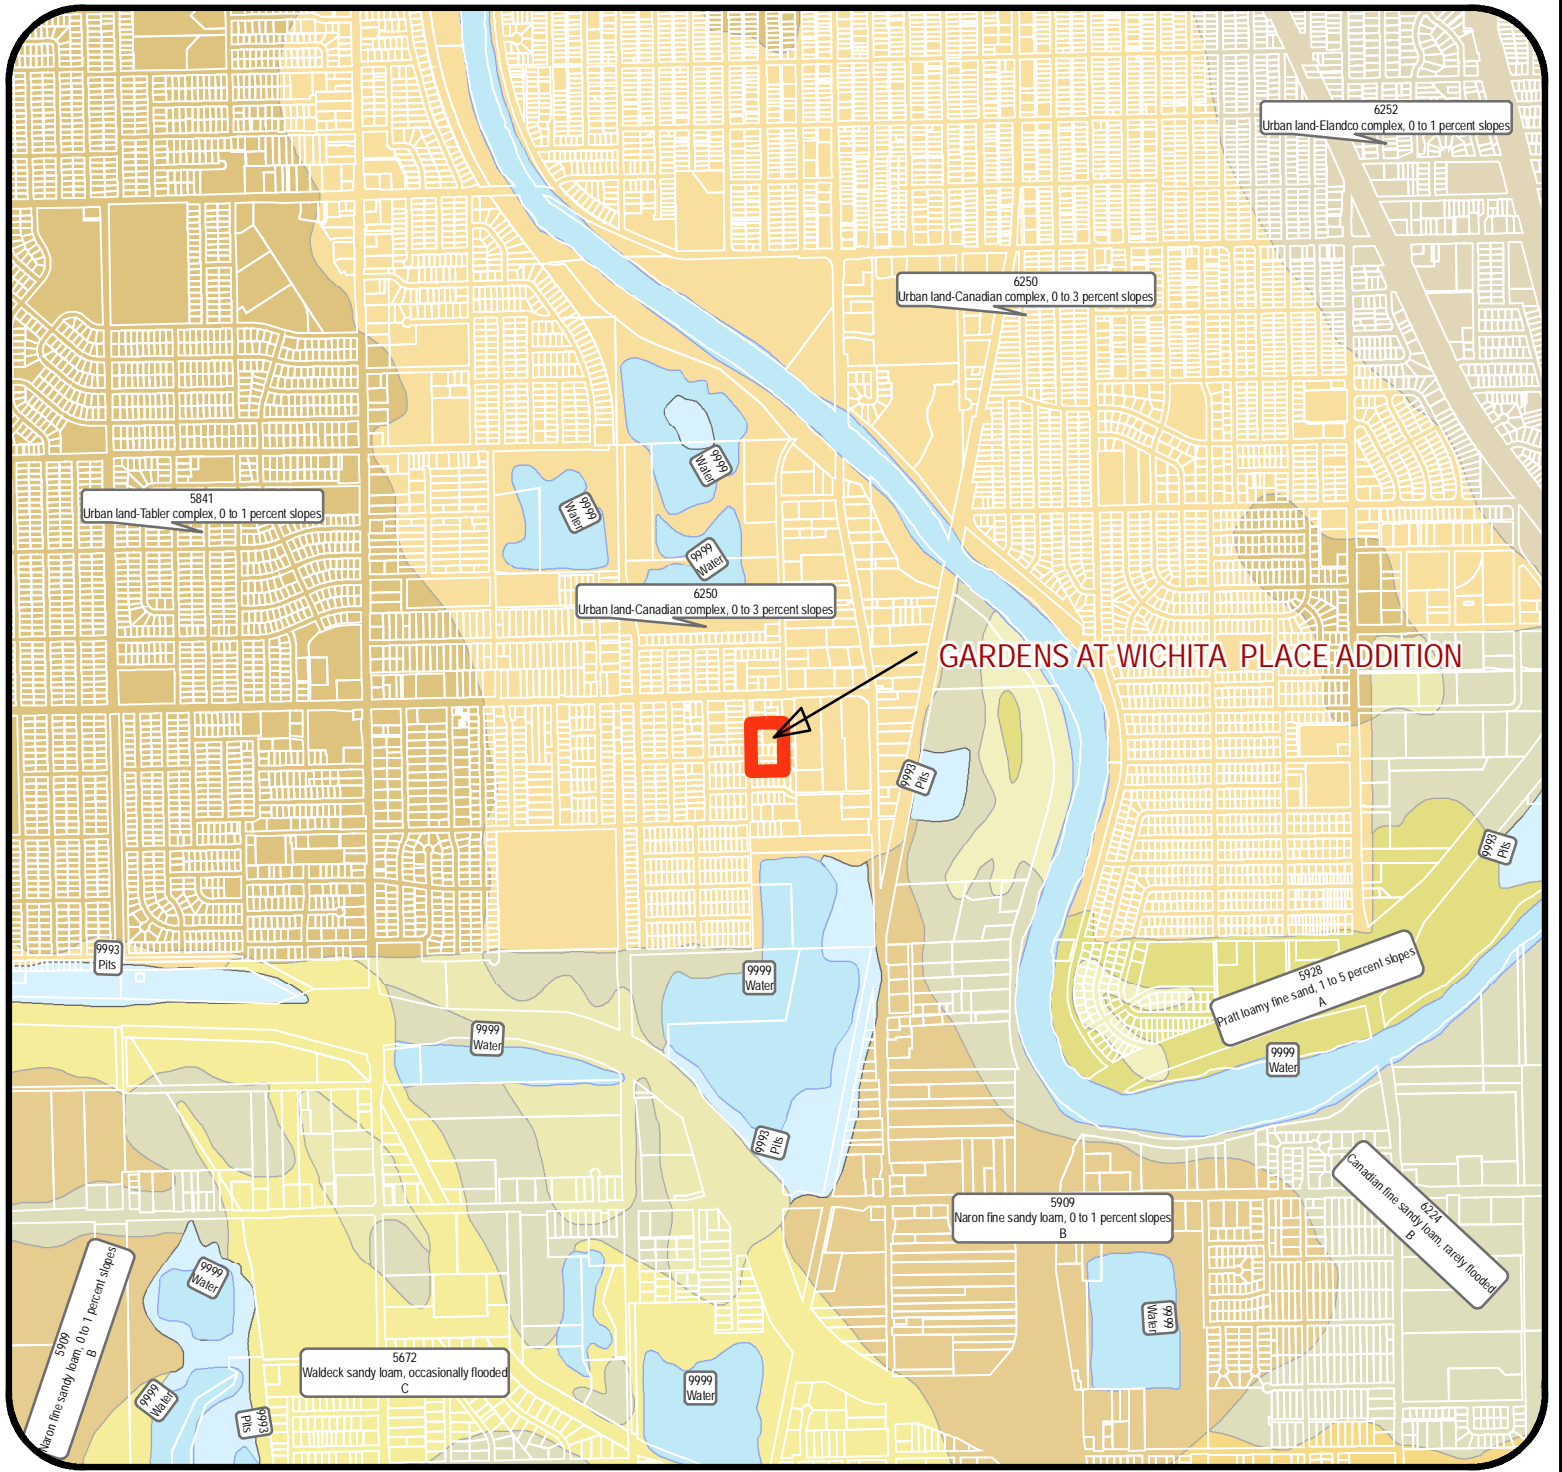 6252
Urban land-Elandco complex, 0 to 1 percent slopes
6250
Urban land-Canadian complex, 0 to 3 percent slopes
9999
Water
5841
Urban land-Tabler complex, 0 to 1 percent slopes
9999
Water
9999
Water
6250
Urban land-Canadian complex, 0 to 3 percent slopes
GARDENS AT WICHITA PLACE ADDITION
9993
Pits
9993
Pits
9993
Pits
9999
Water
5928
Pratt loamy fine sand, 1 to 5 percent slopes
A
9999
Water
9999
Water
9993
Pits
5909
Naron fine sandy loam, 0 to 1 percent slopes
B
6224
Canadian fine sandy loam, rarely flooded
B
9999
Water
5909
Naron fine sandy loam, 0 to 1 percent slopes
B
9999
Water
5672
Waldeck sandy loam, occasionally flooded
C
9999
Water
9999
Water
9993
Pits